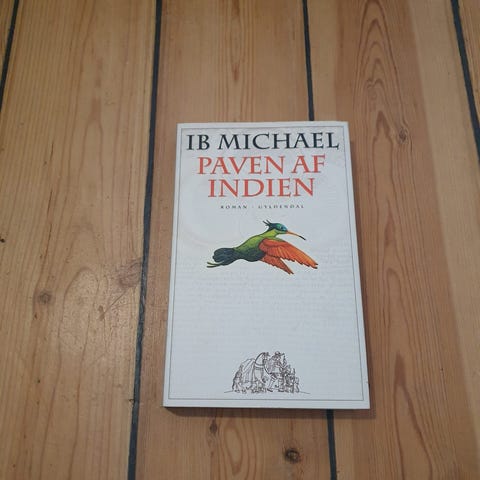 IB MICHAEL
PAVEN AF
INDIEN
ROMAN · GYLDENDAL